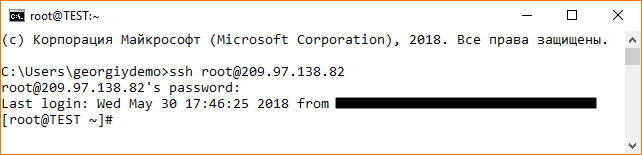 root@TEST:~
(c) Корпорация Майкрософт (Microsoft Corporation), 2018. Все права защищены.
C:\Users\georgiydemo>ssh root@209.97.138.82
root@209.97.138.82's password:
Last login: Wed May 30 17:46:25 2018 from
[root@TEST ~]#